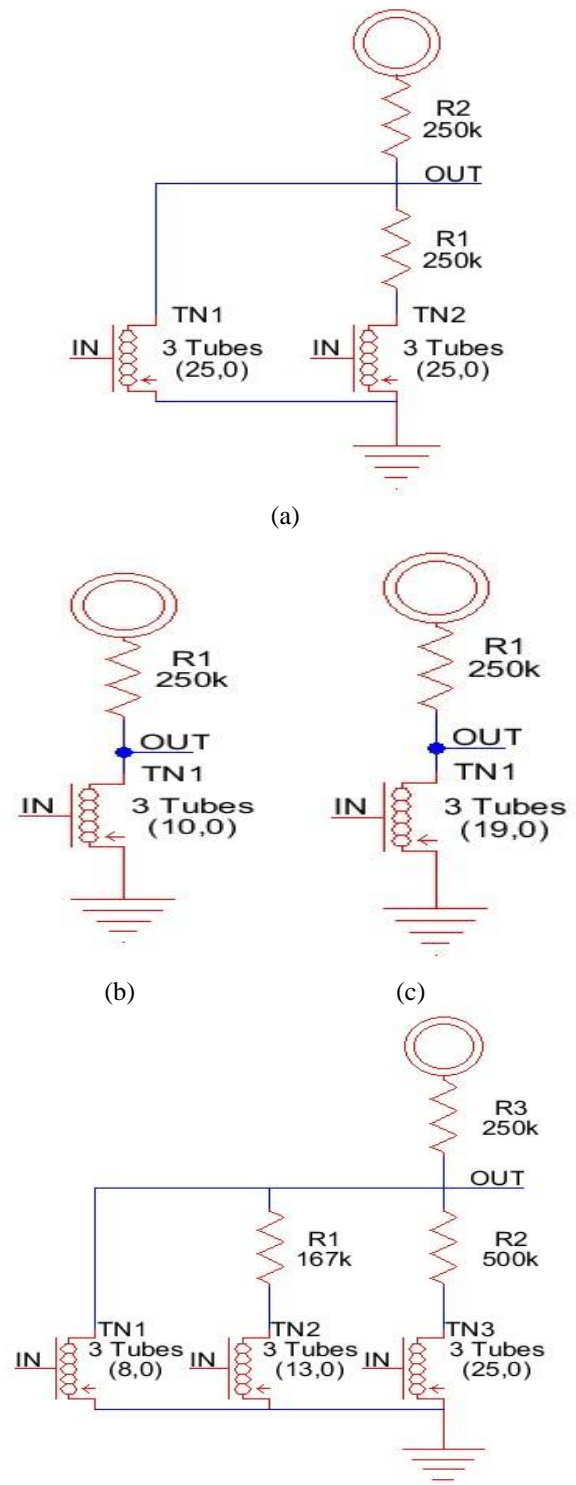 R2
250k
OUT
R1
250k
TN1
TN2
IN
3 Tubes
(25,0)
IN
3 Tubes
(25,0)
(a)
R1
250k
OUT
TN1
IN
3 Tubes
(10,0)
R1
250k
OUT
TN1
IN
3 Tubes
(19,0)
(b)
(c)
R3
250k
OUT
R1
167k
R2
500k
TN1
3 Tubes
IN
(8,0)
TN2
3 Tubes
IN
(13,0)
TN3
3 Tubes
IN
(25,0)